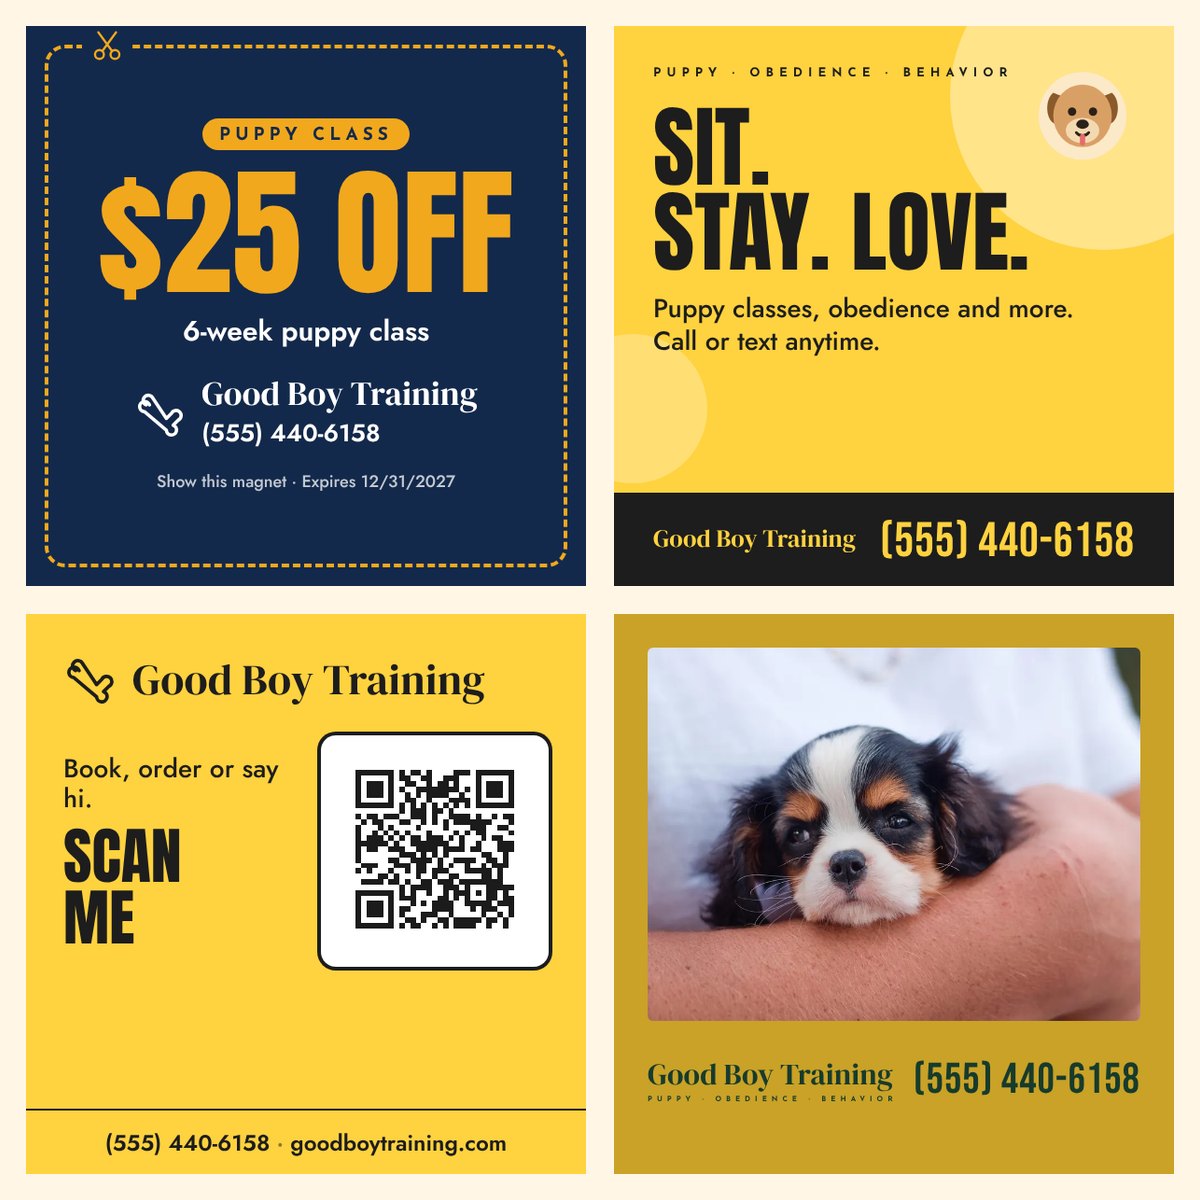 PUPPY CLASS
$25 OFF
6-week puppy class
Good Boy Training
(555) 440-6158
Show this magnet · Expires 12/31/2027
PUPPY · OBEDIENCE · BEHAVIOR
SIT.
STAY. LOVE.
Puppy classes, obedience and more.
Call or text anytime.
Good Boy Training (555) 440-6158
Good Boy Training
Book, order or say
hi.
SCAN
ME
(555) 440-6158 · goodboytraining.com
Good Boy Training (555) 440-6158
PUPPY · OBEDIENCE · BEHAVIOR